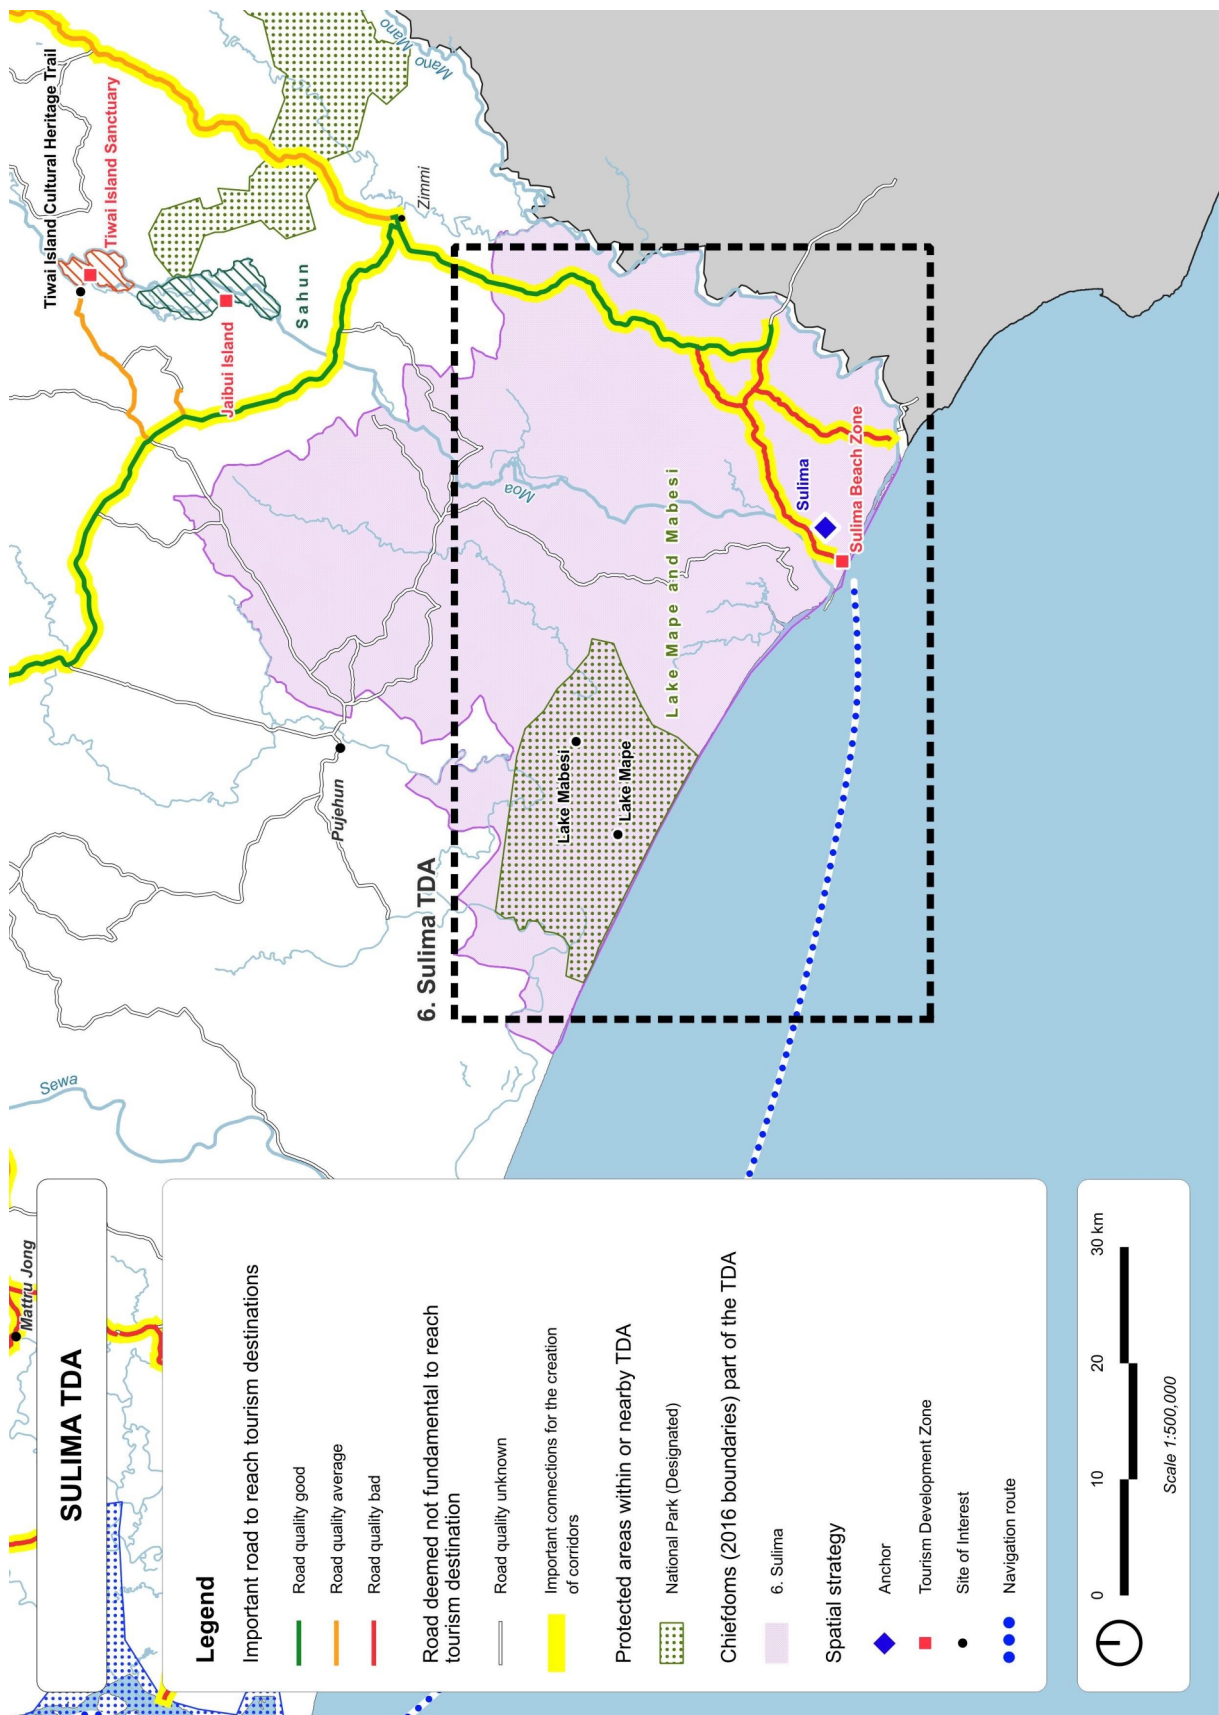 SULIMA TDA
Legend
Important road to reach tourism destinations
Road quality good
Road quality average
Road quality bad
Road deemed not fundamental to reach
tourism destination
Road quality unknown
Important connections for the creation
of corridors
Protected areas within or nearby TDA
National Park (Designated)
Chiefdoms (2016 boundaries) part of the TDA
6. Sulima
Spatial strategy
Anchor
Tourism Development Zone
Site of Interest
Navigation route
0
10
20
30 km
Scale 1:500,000
Mattru Jong
Sewa
6. Sulima TDA
Pujehun
Lake Mabesi
Lake Mape
Lake Mape and Mabesi
Moa
Sulima
Sulima Beach Zone
Jaibui Island
Sahun
Tiwai Island Cultural Heritage Trail
Tiwai Island Sanctuary
Zimmi
Mano
Mano